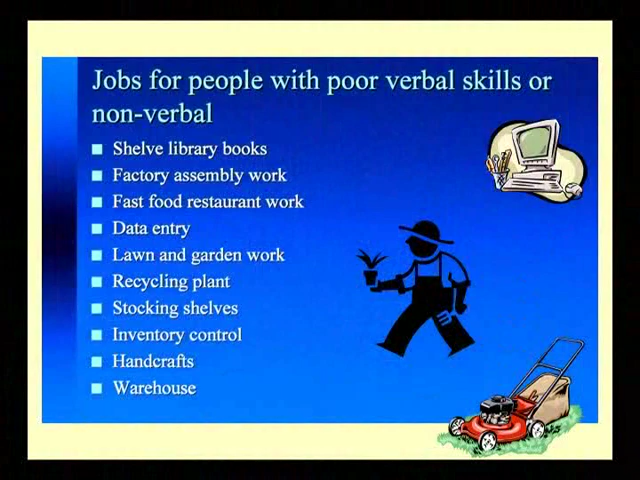 Jobs for people with poor verbal skills or
non-verbal
Shelve library books
Factory assembly work
Fast food restaurant work
Data entry
Lawn and garden work
Recycling plant
Stocking shelves
Inventory control
Handcrafts
Warehouse